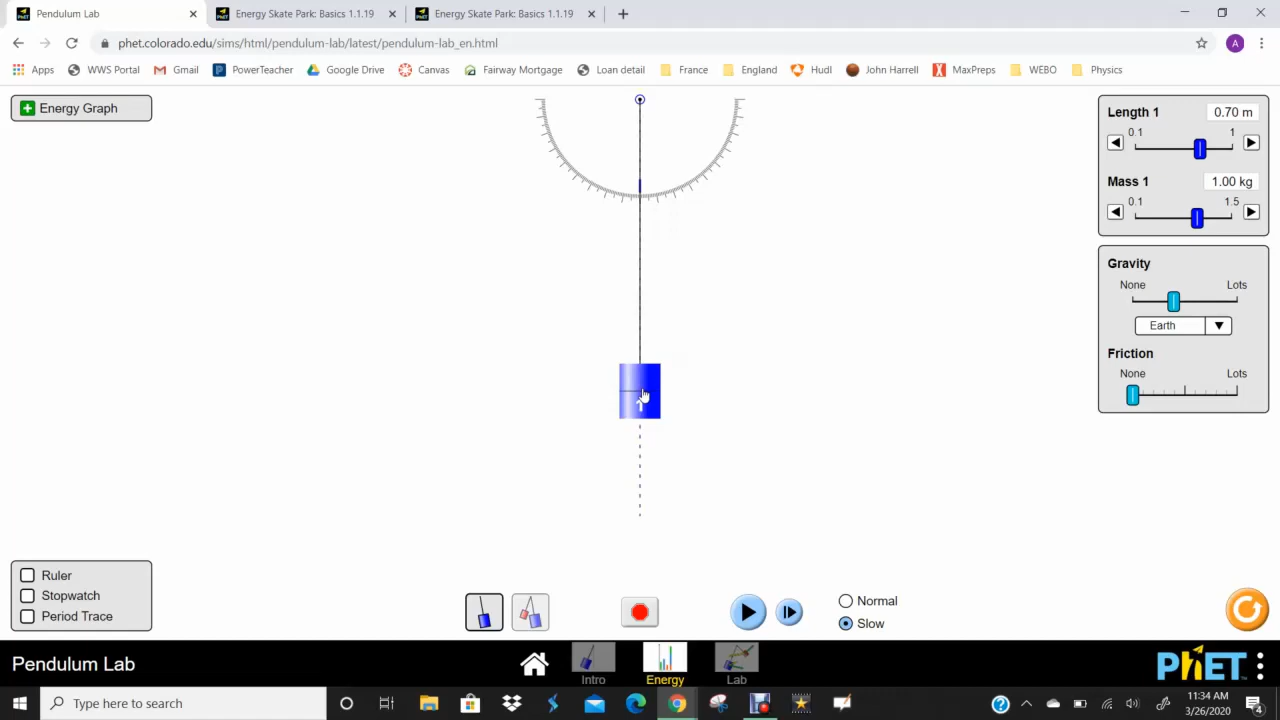 Pendulum Lab
Energy Skate Park: Basics 1.1.19
Energy Skate Park: Basics 1.1.19
phet.colorado.edu/sims/html/pendulum-lab/latest/pendulum-lab_en.html
A
Apps WWS Portal Gmail PowerTeacher Google Drive Canvas Fairway Mortgage Loan detail France England Hudl John Harrell MaxPreps WEBO Physics
Energy Graph
Length 1 0.70 m
0.1 1
Mass 1 1.00 kg
0.1 1.5
Gravity
None Lots
Earth
Friction
None Lots
1
Ruler
Stopwatch
Period Trace
Normal
Slow
Pendulum Lab
Intro
Energy
Lab
PhET
Type here to search
11:34 AM
3/26/2020
4